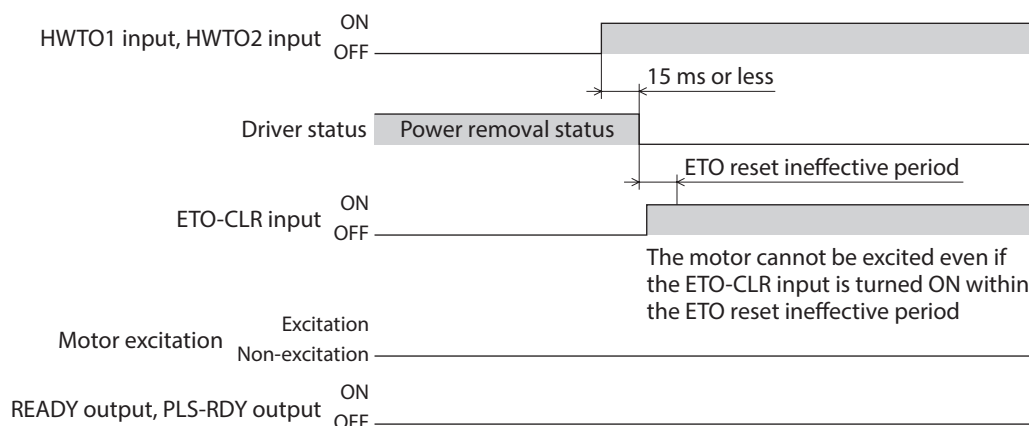 ON
HWTO1 input, HWTO2 input
OFF
15 ms or less
Driver status
Power removal status
ETO reset ineffective period
ON
ETO-CLR input
OFF
The motor cannot be excited even if
the ETO-CLR input is turned ON within
the ETO reset ineffective period
Excitation
Motor excitation
Non-excitation
ON
READY output, PLS-RDY output
OFF